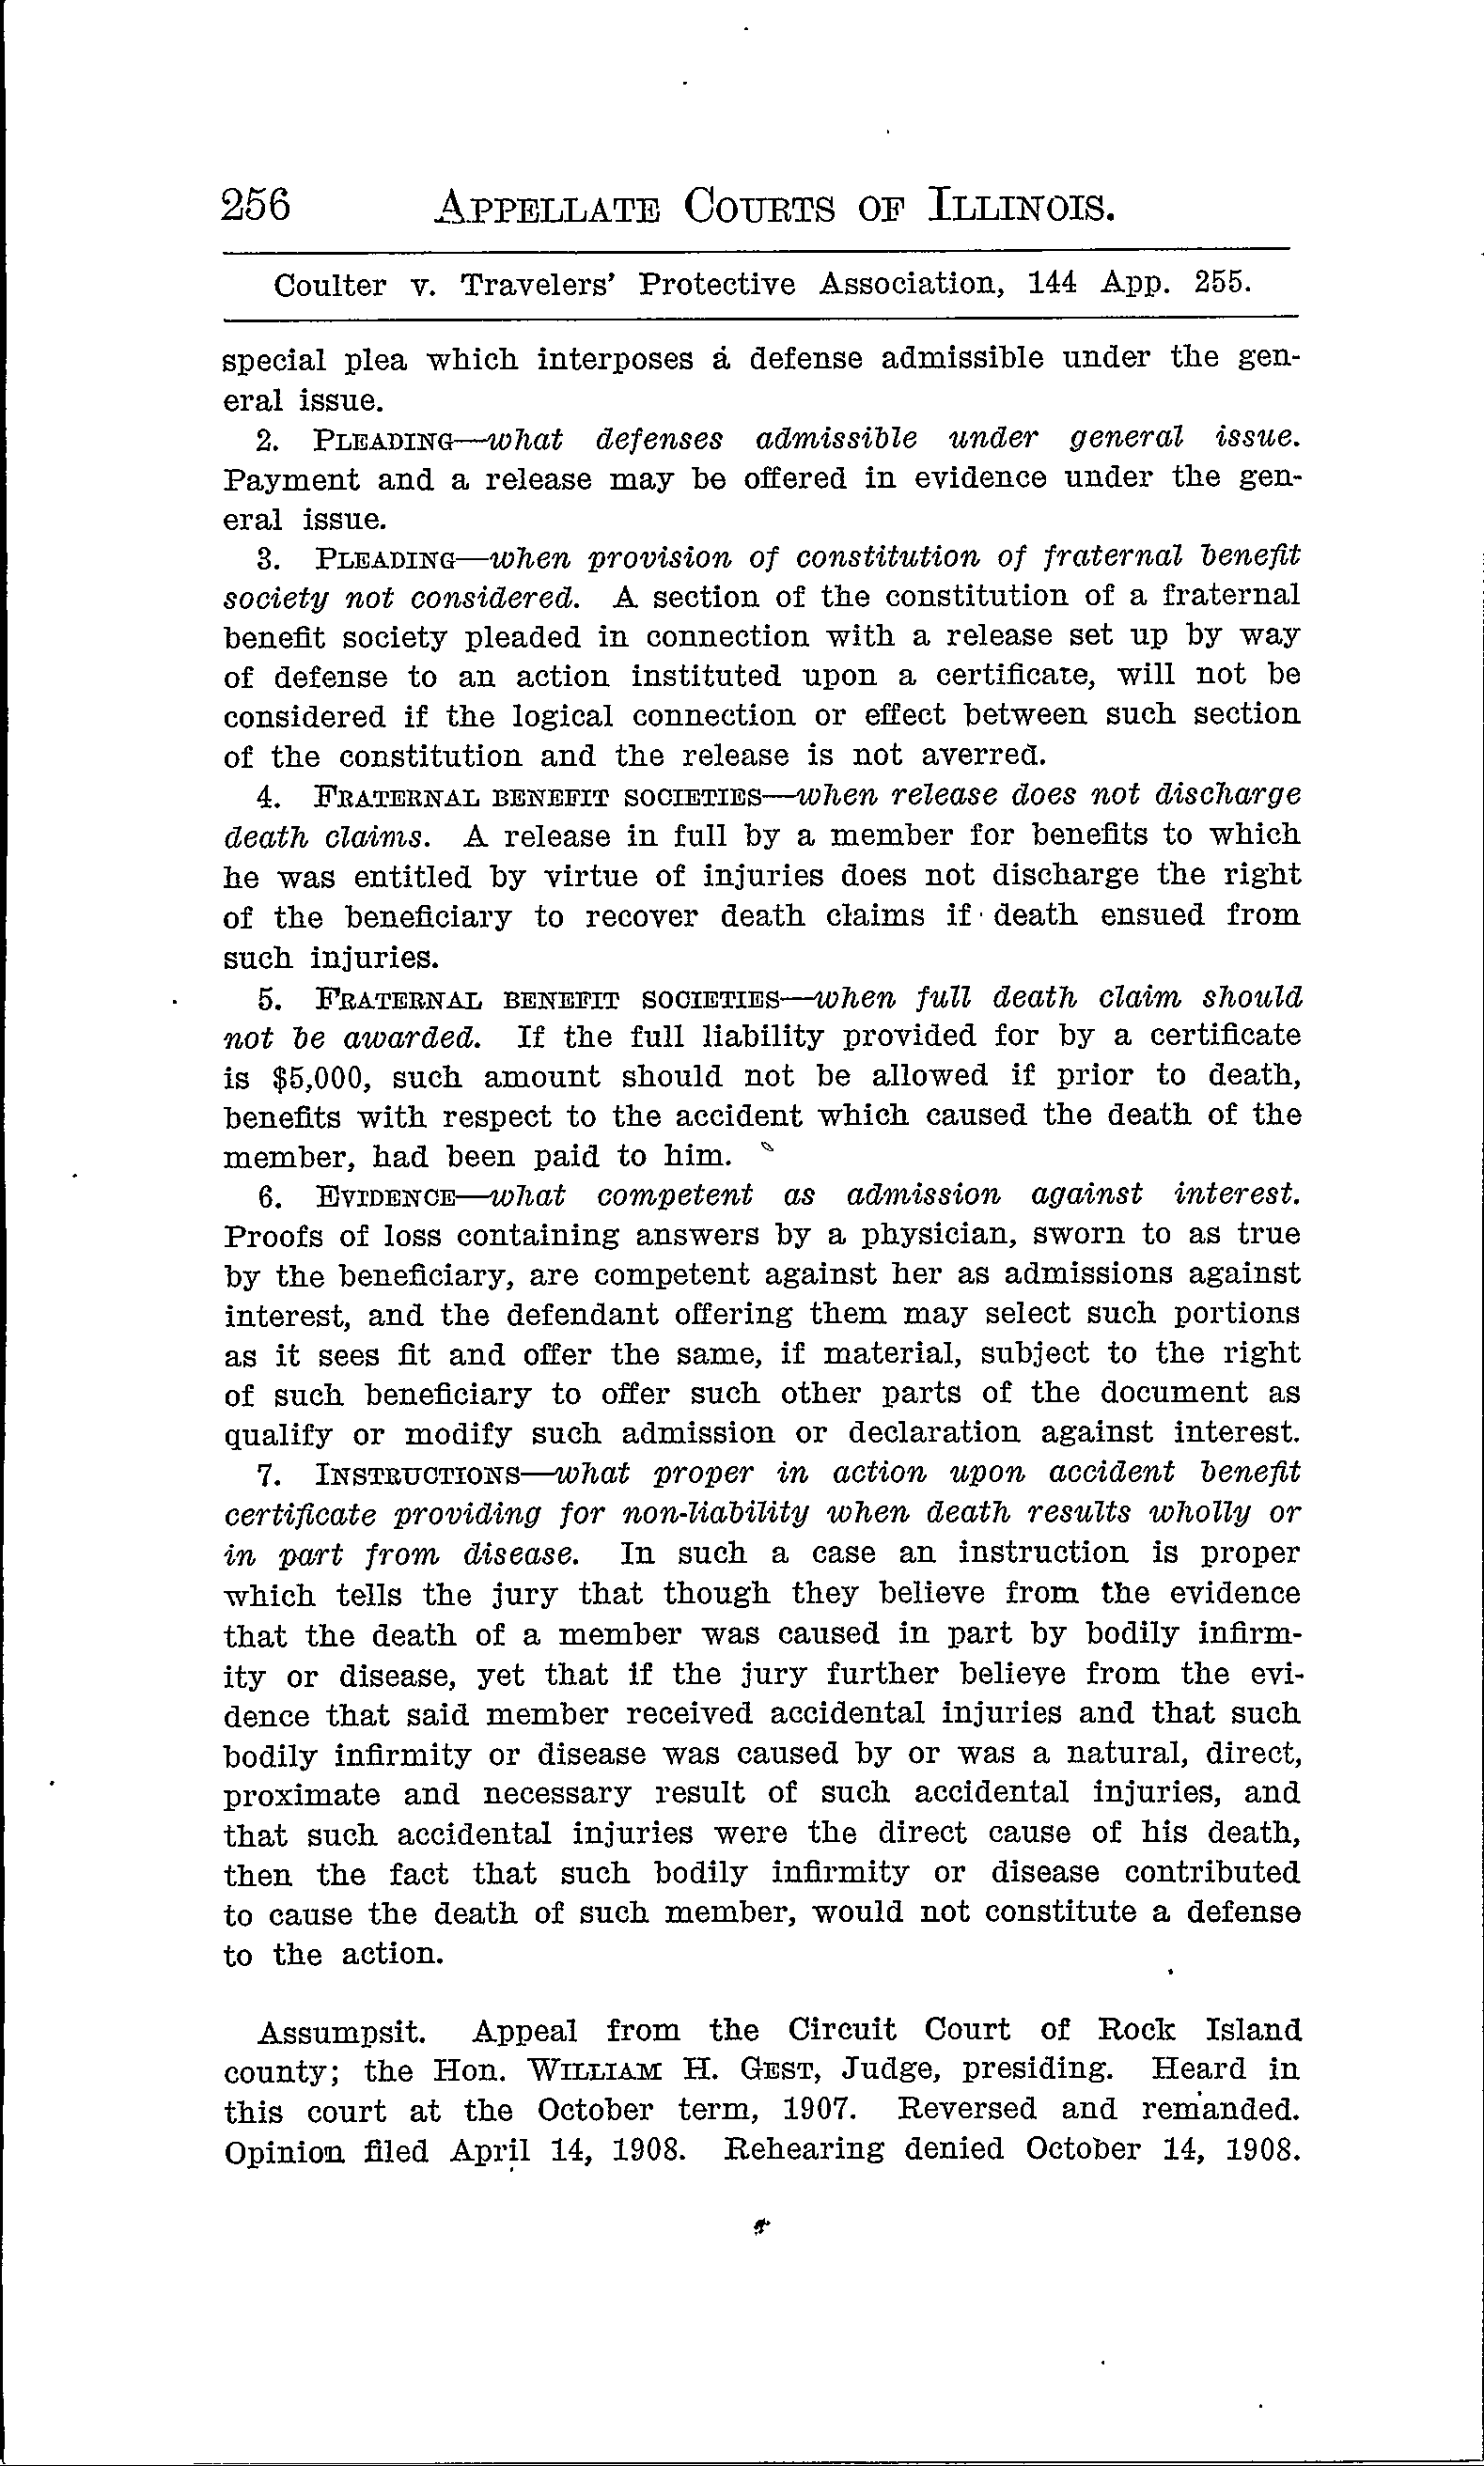 256 APPELLATE COURTS OF ILLINOIS.
Coulter v. Travelers' Protective Association, 144 App. 255.
special plea which interposes a defense admissible under the gen-
eral issue.
2. PLEADING—what defenses admissible under general issue.
Payment and a release may be offered in evidence under the gen-
eral issue.
3. PLEADING—when provision of constitution of fraternal benefit
society not considered. A section of the constitution of a fraternal
benefit society pleaded in connection with a release set up by way
of defense to an action instituted upon a certificate, will not be
considered if the logical connection or effect between such section
of the constitution and the release is not averred.
4. FRATERNAL BENEFIT SOCIETIES—when release does not discharge
death claims. A release in full by a member for benefits to which
he was entitled by virtue of injuries does not discharge the right
of the beneficiary to recover death claims if death ensued from
such injuries.
5. FRATERNAL BENEFIT SOCIETIES—when full death claim should
not be awarded. If the full liability provided for by a certificate
is $5,000, such amount should not be allowed if prior to death,
benefits with respect to the accident which caused the death of the
member, had been paid to him.
6. EVIDENCE—what competent as admission against interest.
Proofs of loss containing answers by a physician, sworn to as true
by the beneficiary, are competent against her as admissions against
interest, and the defendant offering them may select such portions
as it sees fit and offer the same, if material, subject to the right
of such beneficiary to offer such other parts of the document as
qualify or modify such admission or declaration against interest.
7. INSTRUCTIONS—what proper in action upon accident benefit
certificate providing for non-liability when death results wholly or
in part from disease. In such a case an instruction is proper
which tells the jury that though they believe from the evidence
that the death of a member was caused in part by bodily infirm-
ity or disease, yet that if the jury further believe from the evi-
dence that said member received accidental injuries and that such
bodily infirmity or disease was caused by or was a natural, direct,
proximate and necessary result of such accidental injuries, and
that such accidental injuries were the direct cause of his death,
then the fact that such bodily infirmity or disease contributed
to cause the death of such member, would not constitute a defense
to the action.
Assumpsit. Appeal from the Circuit Court of Rock Island
county; the Hon. WILLIAM H. GEST, Judge, presiding. Heard in
this court at the October term, 1907. Reversed and remanded.
Opinion filed April 14, 1908. Rehearing denied October 14, 1908.